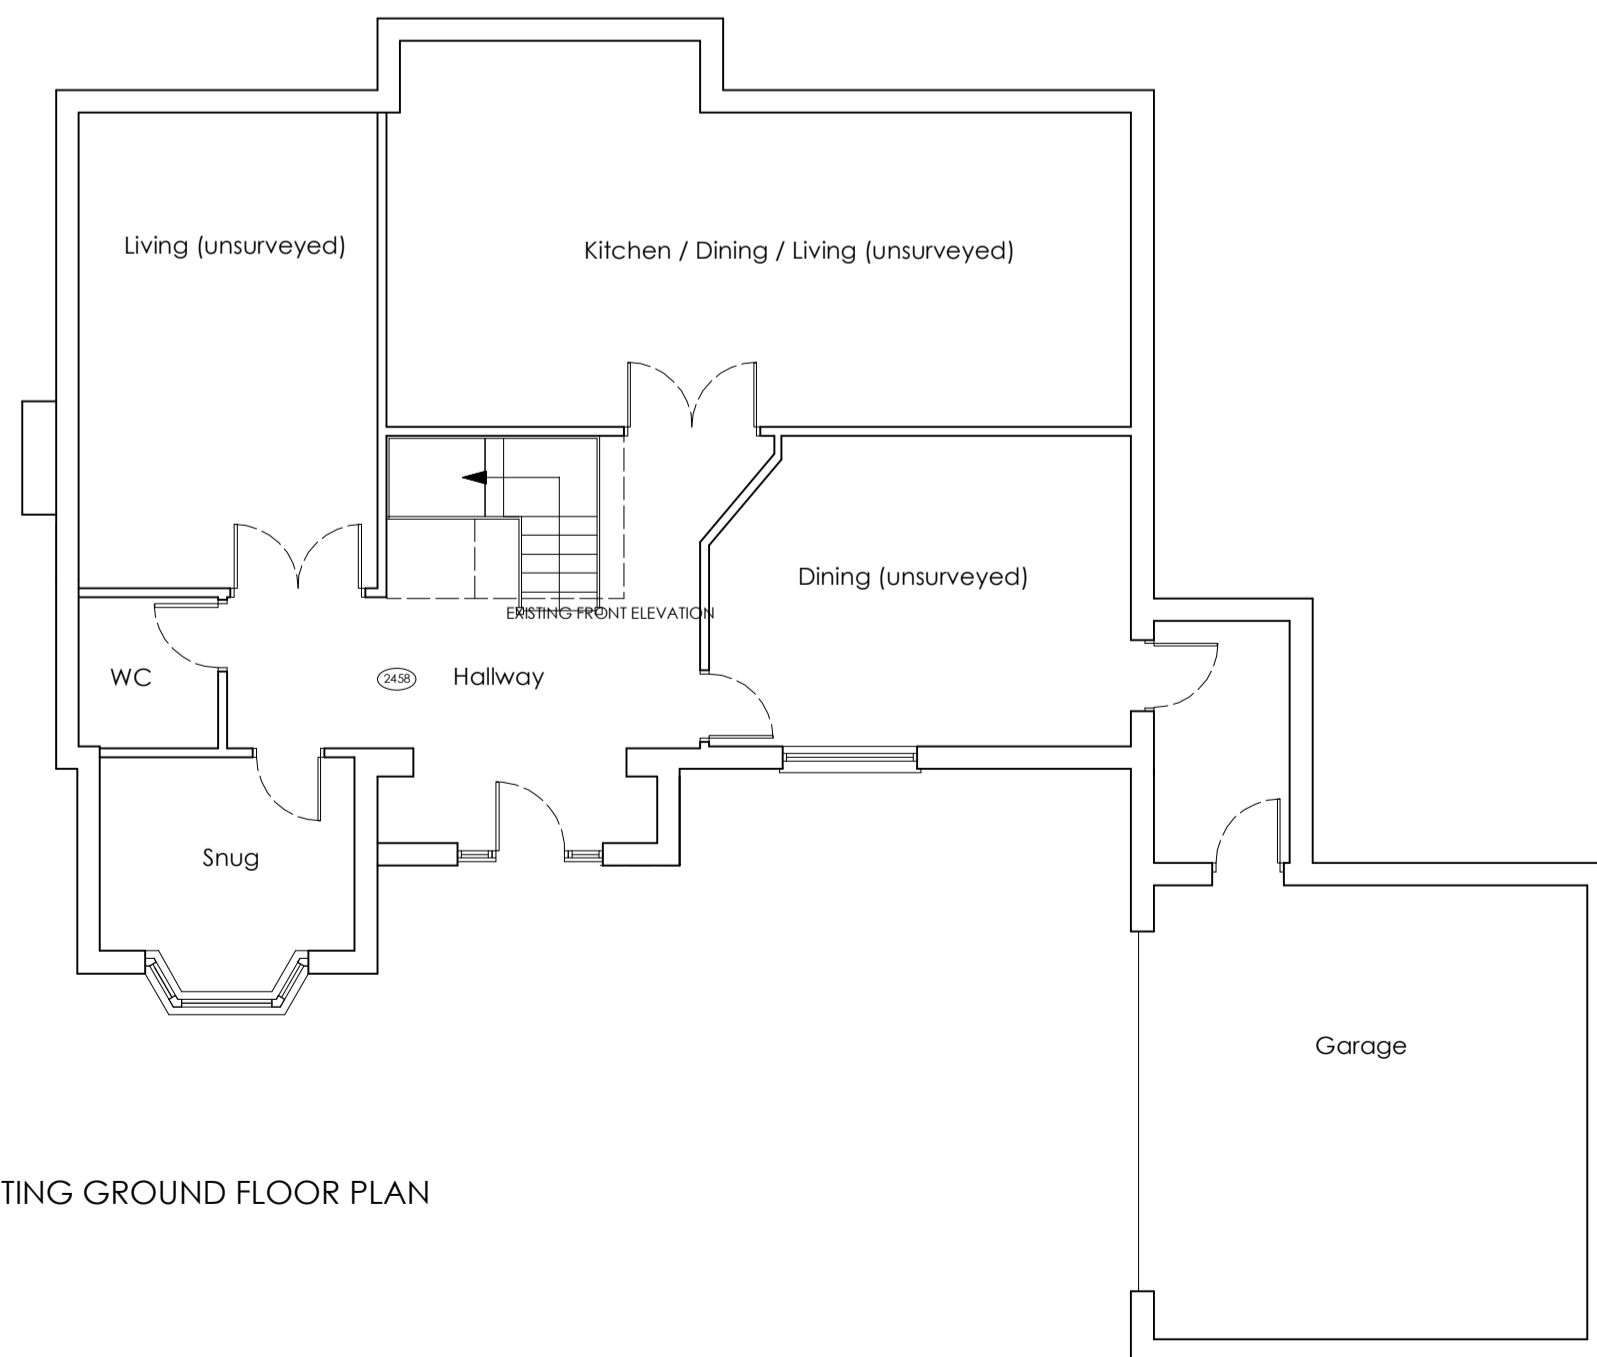 Living (unsurveyed)
Kitchen / Dining / Living (unsurveyed)
Dining (unsurveyed)
EXISTING FRONT ELEVATION
WC
2458
Hallway
Snug
Garage
TING GROUND FLOOR PLAN